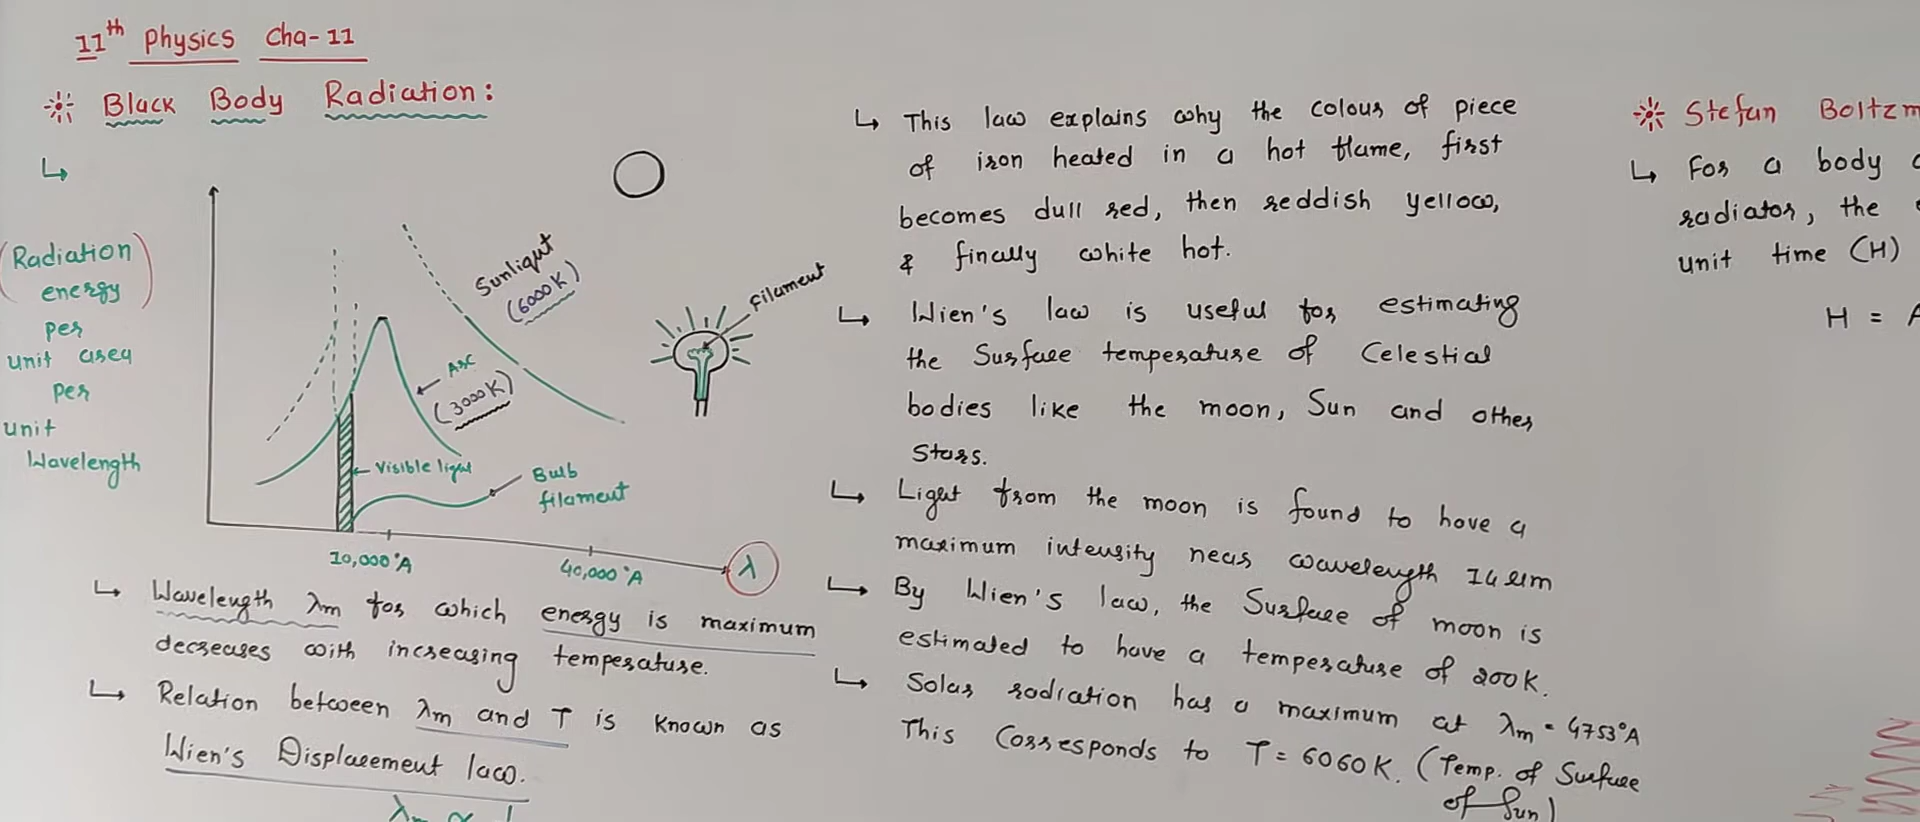 11th Physics Cha-11
Black Body Radiation:
(Radiation
energy)
per
unit area
per
unit
Wavelength
Sunlight
(6000K)
Filament
Arc
(3000K)
Visible light
Bulb
filament
10,000°A
40,000°A
λ
Wavelength λm for which energy is maximum
decreases with increasing temperature.
Relation between λm and T is known as
Wien's Displacement law.
λm ∝
This law explains why the colour of piece
of iron heated in a hot flame, first
becomes dull red, then reddish yellow,
& finally white hot.
Wien's law is useful for estimating
the Surface temperature of Celestial
bodies like the moon, Sun and other
Stars.
Light from the moon is found to have a
maximum intensity near wavelength 14 μm
By Wien's law, the Surface of moon is
estimated to have a temperature of 200K.
Solar radiation has a maximum at λm = 4753°A
This Corresponds to T = 6060K. (Temp. of Surface
of Sun)
Stefan Boltzm
For a body
radiator, the
unit time (H)
H = A